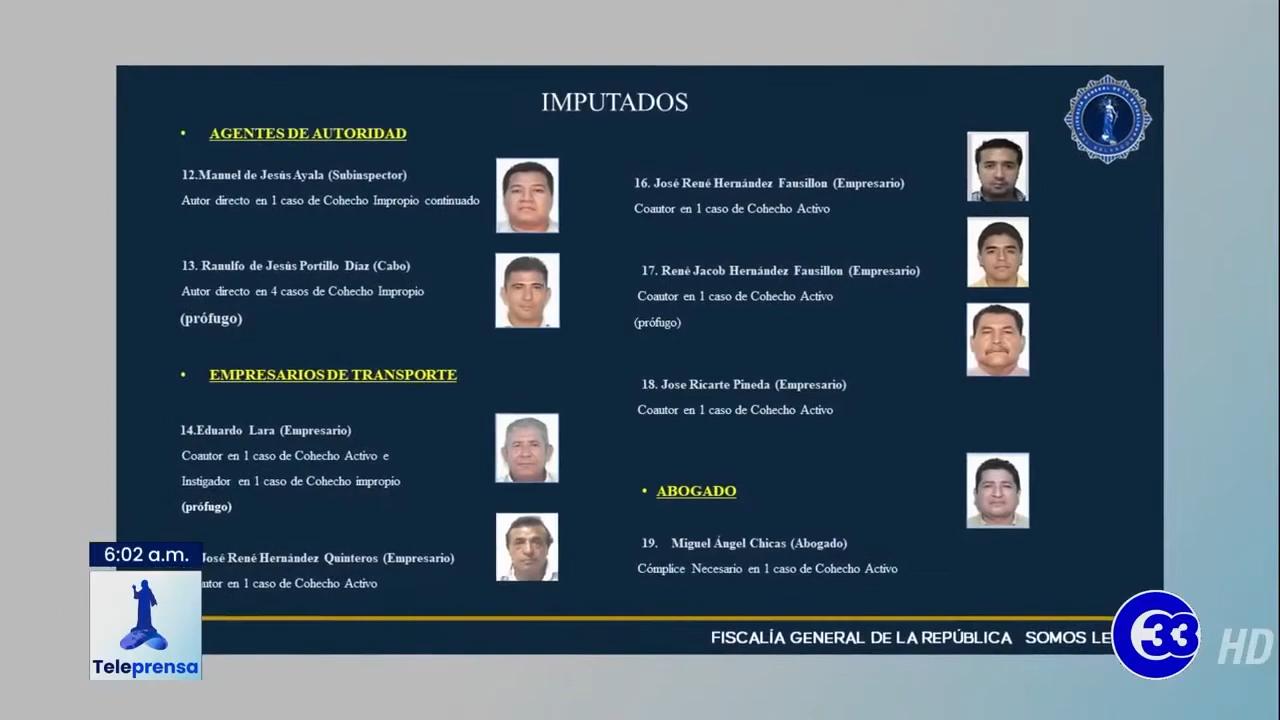 IMPUTADOS
• AGENTES DE AUTORIDAD
12.Manuel de Jesús Ayala (Subinspector)
Autor directo en 1 caso de Cohecho Impropio continuado
13. Ranulfo de Jesús Portillo Díaz (Cabo)
Autor directo en 4 casos de Cohecho Impropio
(prófugo)
• EMPRESARIOS DE TRANSPORTE
14.Eduardo Lara (Empresario)
Coautor en 1 caso de Cohecho Activo e
Instigador en 1 caso de Cohecho impropio
(prófugo)
José René Hernández Quinteros (Empresario)
autor en 1 caso de Cohecho Activo
16. José René Hernández Fausillon (Empresario)
Coautor en 1 caso de Cohecho Activo
17. René Jacob Hernández Fausillon (Empresario)
Coautor en 1 caso de Cohecho Activo
(prófugo)
18. Jose Ricarte Pineda (Empresario)
Coautor en 1 caso de Cohecho Activo
• ABOGADO
19. Miguel Ángel Chicas (Abogado)
Cómplice Necesario en 1 caso de Cohecho Activo
FISCALÍA GENERAL DE LA REPÚBLICA SOMOS LE
6:02 a.m.
Teleprensa
33
HD